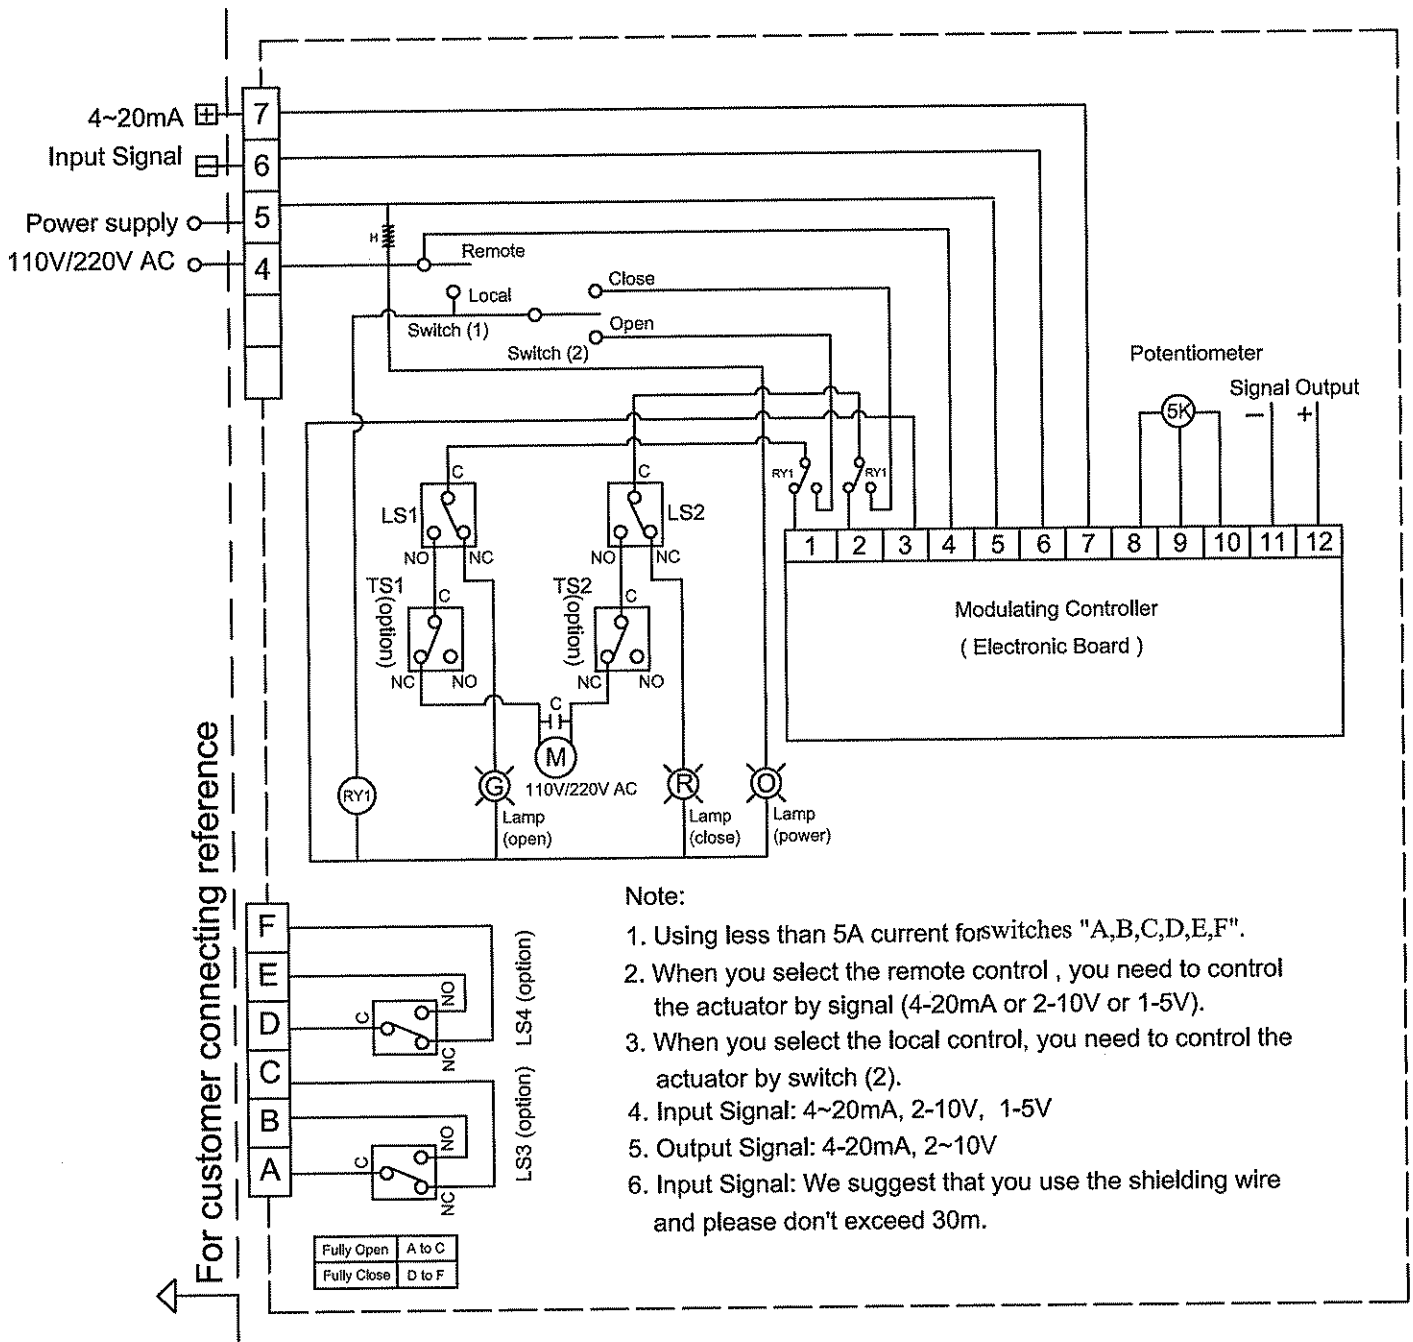 4~20mA +
7
Input Signal −
6
Power supply
5
110V/220V AC
4
H
Remote
Local
Switch (1)
Close
Open
Switch (2)
Potentiometer
5K
Signal Output
− +
RY1
RY1
C
LS1
NO
NC
C
LS2
NO
NC
TS1
(option)
C
NC
NO
TS2
(option)
C
NC
NO
C
M
110V/220V AC
RY1
G
Lamp
(open)
R
Lamp
(close)
O
Lamp
(power)
1 2 3 4 5 6 7 8 9 10 11 12
Modulating Controller
( Electronic Board )
For customer connecting reference
F
E
D
C
B
A
C
NO
NC
LS4 (option)
C
NO
NC
LS3 (option)
Fully Open A to C
Fully Close D to F
Note:
1. Using less than 5A current forswitches "A,B,C,D,E,F".
2. When you select the remote control , you need to control
the actuator by signal (4-20mA or 2-10V or 1-5V).
3. When you select the local control, you need to control the
actuator by switch (2).
4. Input Signal: 4~20mA, 2-10V, 1-5V
5. Output Signal: 4-20mA, 2~10V
6. Input Signal: We suggest that you use the shielding wire
and please don't exceed 30m.